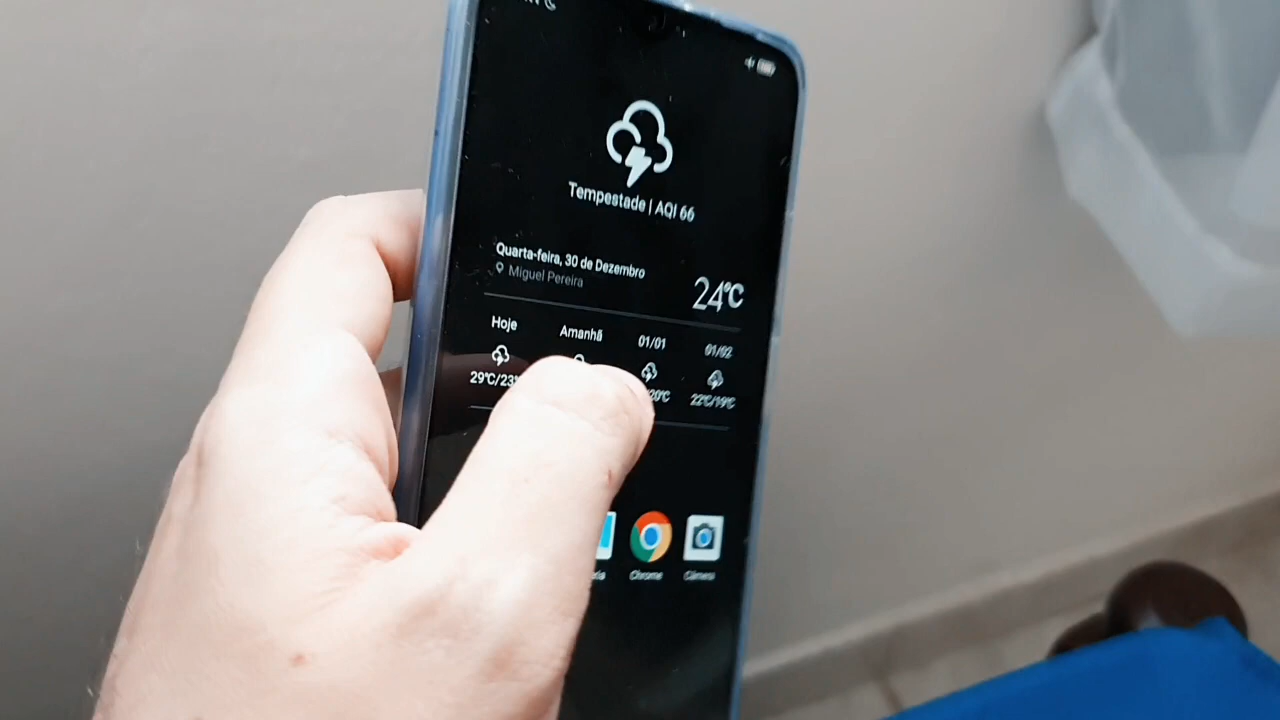 Tempestade | AQI 66
Quarta-feira, 30 de Dezembro
Miguel Pereira
24°C
Hoje
Amanhã
01/01
01/02
29°C/23°
20°C
22°C/19°C
Chrome
Câmera